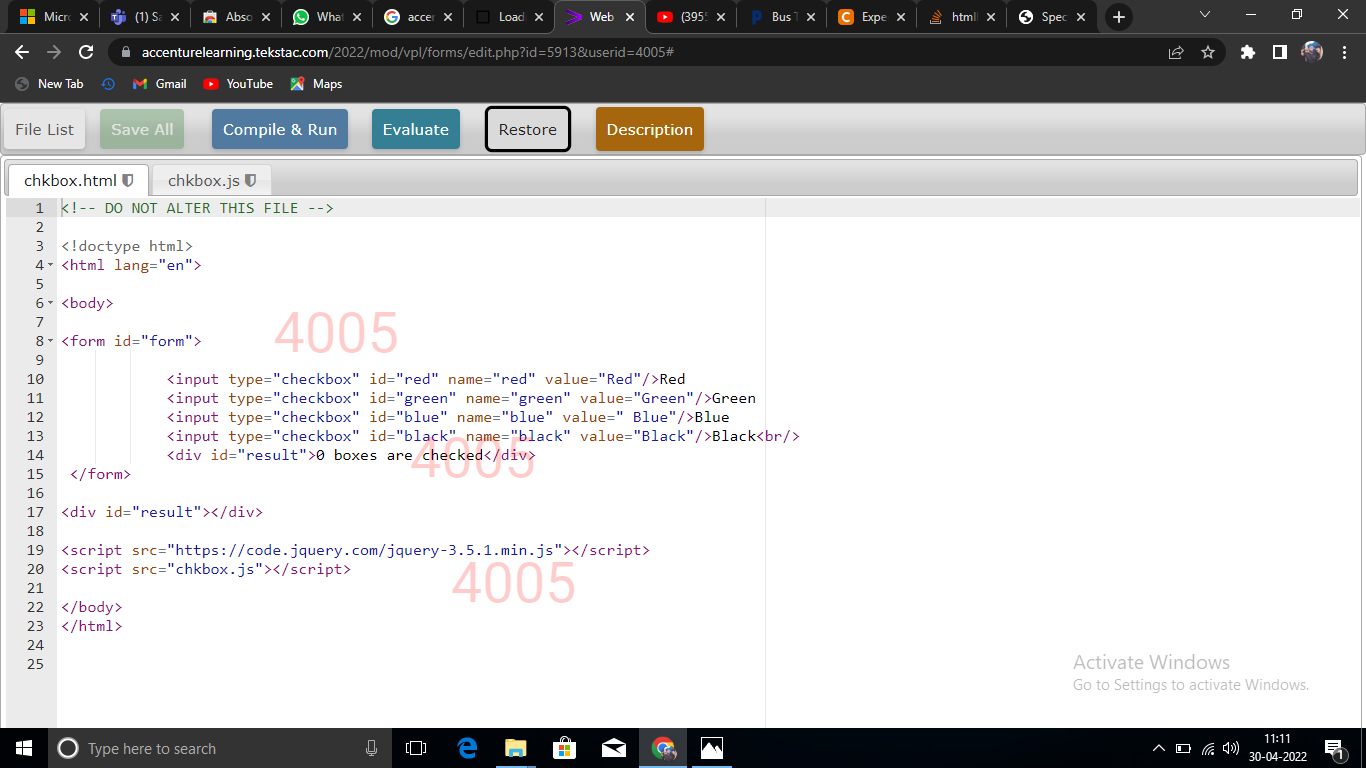 Micr
(1) Sa
Abso
What
accer
Load
Web
(3955
Bus T
Expe
html
Spec
accenturelearning.tekstac.com/2022/mod/vpl/forms/edit.php?id=5913&userid=4005#
New Tab
Gmail
YouTube
Maps
File List
Save All
Compile & Run
Evaluate
Restore
Description
chkbox.html
chkbox.js
1 <!-- DO NOT ALTER THIS FILE -->
2
3 <!doctype html>
4 <html lang="en">
5
6 <body>
7
8 <form id="form">
9
10 <input type="checkbox" id="red" name="red" value="Red"/>Red
11 <input type="checkbox" id="green" name="green" value="Green"/>Green
12 <input type="checkbox" id="blue" name="blue" value=" Blue"/>Blue
13 <input type="checkbox" id="black" name="black" value="Black"/>Black<br/>
14 <div id="result">0 boxes are checked</div>
15 </form>
16
17 <div id="result"></div>
18
19 <script src="https://code.jquery.com/jquery-3.5.1.min.js"></script>
20 <script src="chkbox.js"></script>
21
22 </body>
23 </html>
24
25
4005
4005
4005
Activate Windows
Go to Settings to activate Windows.
Type here to search
11:11
30-04-2022
1